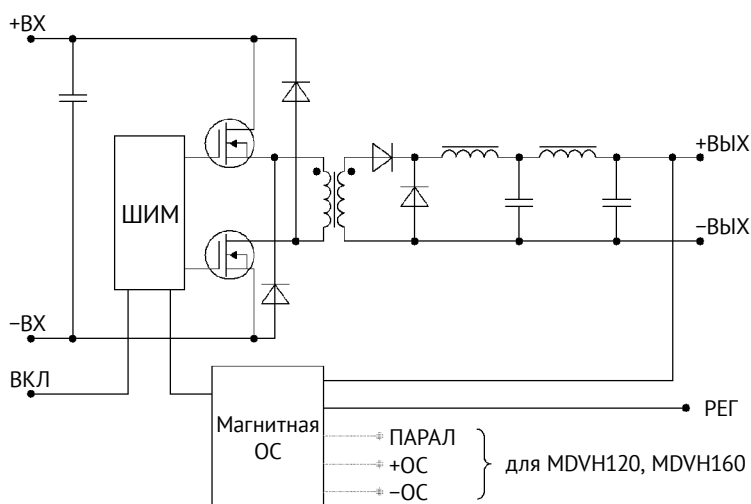 +ВХ
+ВЫХ
ШИМ
−ВЫХ
−ВХ
ВКЛ
РЕГ
Магнитная
ОС
ПАРАЛ
+ОС
для MDVH120, MDVH160
−ОС